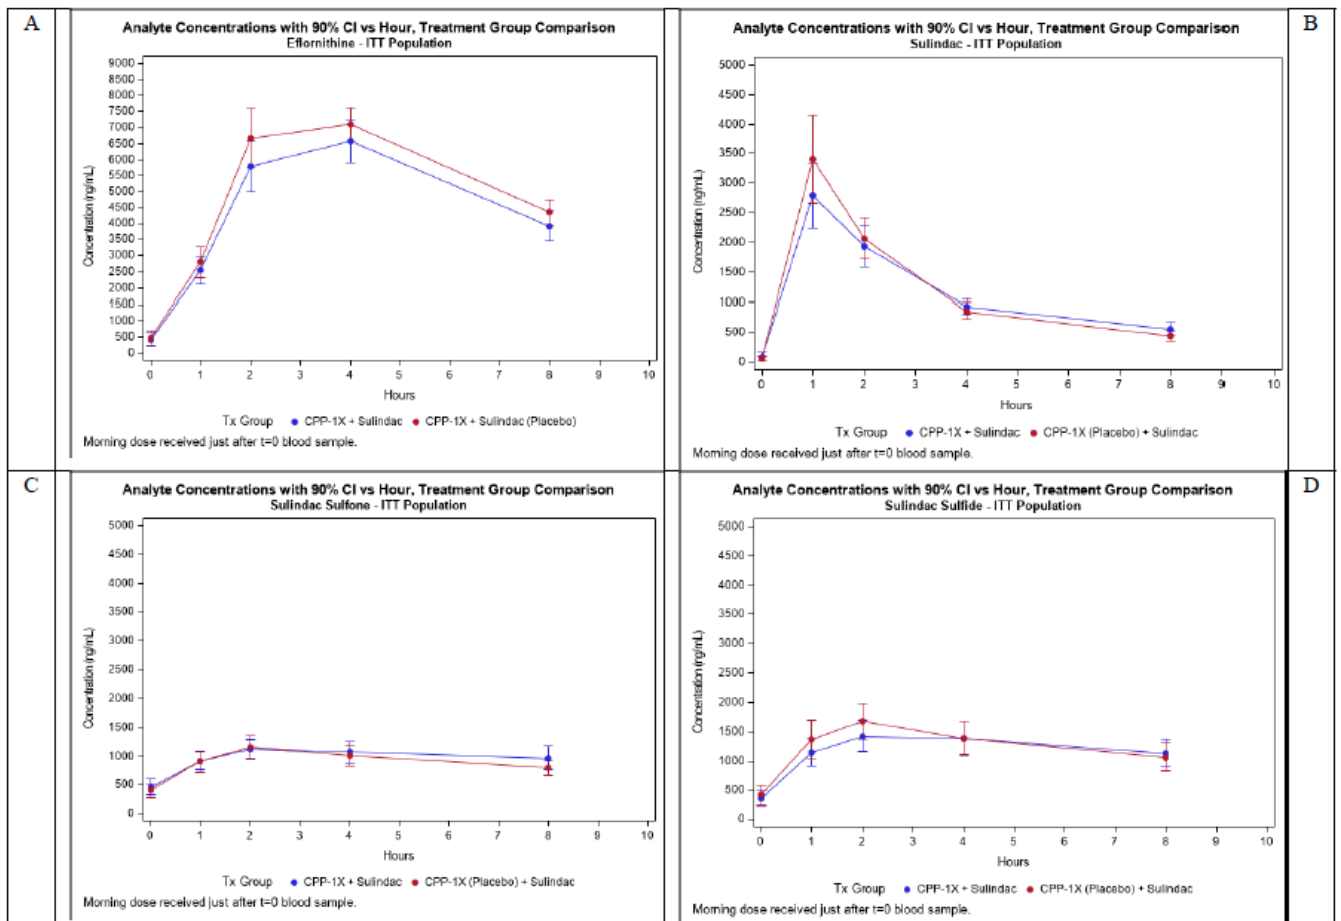 A
Analyte Concentrations with 90% CI vs Hour, Treatment Group Comparison
Eflornithine - ITT Population
9000
8500
8000
7500
7000
6500
6000
5500
5000
4500
4000
3500
3000
2500
2000
1500
1000
500
0
Concentration (ng/mL)
0 1 2 3 4 5 6 7 8 9 10
Hours
Tx Group CPP-1X + Sulindac CPP-1X + Sulindac (Placebo)
Morning dose received just after t=0 blood sample.
B
Analyte Concentrations with 90% CI vs Hour, Treatment Group Comparison
Sulindac - ITT Population
5000
4500
4000
3500
3000
2500
2000
1500
1000
500
0
Concentration (ng/mL)
0 1 2 3 4 5 6 7 8 9 10
Hours
Tx Group CPP-1X + Sulindac CPP-1X (Placebo) + Sulindac
Morning dose received just after t=0 blood sample.
C
Analyte Concentrations with 90% CI vs Hour, Treatment Group Comparison
Sulindac Sulfone - ITT Population
5000
4500
4000
3500
3000
2500
2000
1500
1000
500
0
Concentration (ng/mL)
0 1 2 3 4 5 6 7 8 9 10
Hours
Tx Group CPP-1X + Sulindac CPP-1X (Placebo) + Sulindac
Morning dose received just after t=0 blood sample.
D
Analyte Concentrations with 90% CI vs Hour, Treatment Group Comparison
Sulindac Sulfide - ITT Population
5000
4500
4000
3500
3000
2500
2000
1500
1000
500
0
Concentration (ng/mL)
0 1 2 3 4 5 6 7 8 9 10
Hours
Tx Group CPP-1X + Sulindac CPP-1X (Placebo) + Sulindac
Morning dose received just after t=0 blood sample.